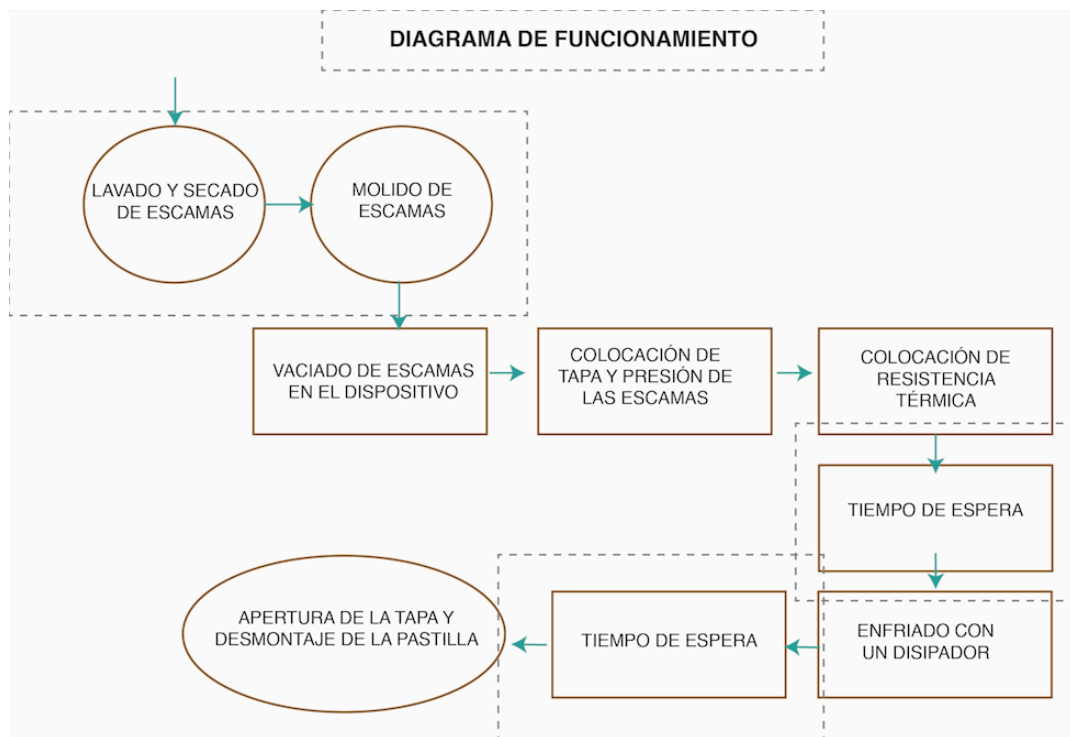 DIAGRAMA DE FUNCIONAMIENTO
LAVADO Y SECADO
DE ESCAMAS
MOLIDO DE
ESCAMAS
VACIADO DE ESCAMAS
EN EL DISPOSITIVO
COLOCACIÓN DE
TAPA Y PRESIÓN DE
LAS ESCAMAS
COLOCACIÓN DE
RESISTENCIA
TÉRMICA
TIEMPO DE ESPERA
ENFRIADO CON
UN DISIPADOR
TIEMPO DE ESPERA
APERTURA DE LA TAPA Y
DESMONTAJE DE LA PASTILLA